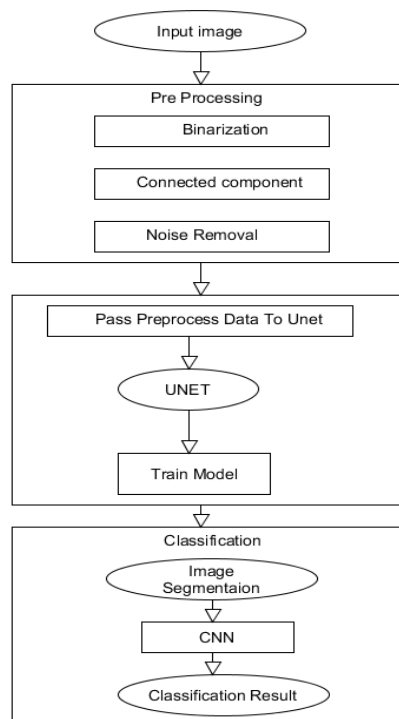 Input image
Pre Processing
Binarization
Connected component
Noise Removal
Pass Preprocess Data To Unet
UNET
Train Model
Classification
Image
Segmentaion
CNN
Classification Result